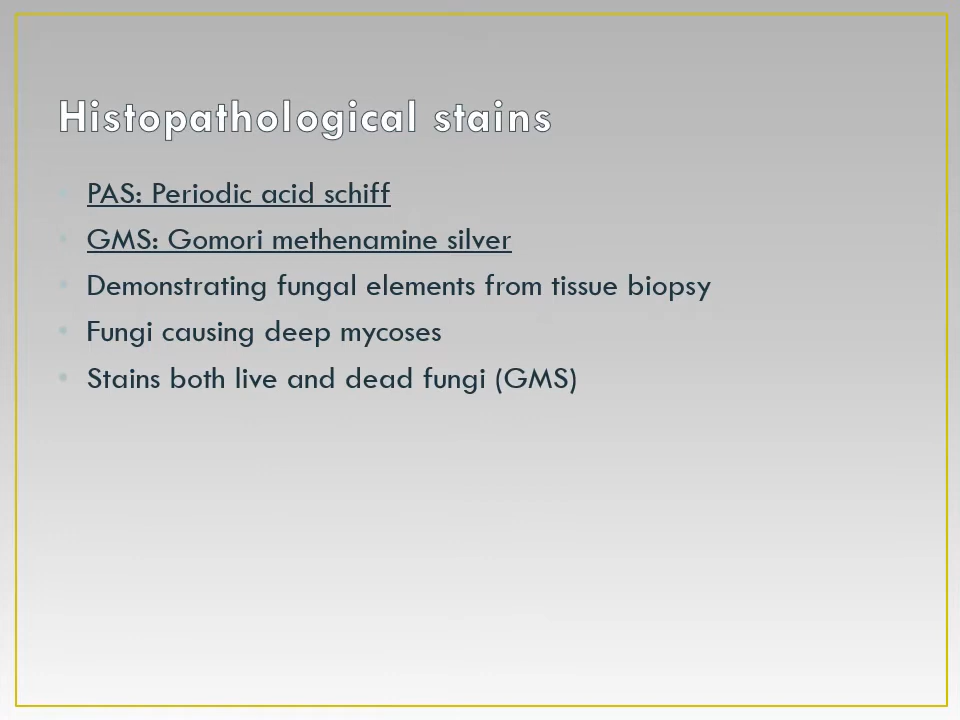 Histopathological stains
PAS: Periodic acid schiff
GMS: Gomori methenamine silver
Demonstrating fungal elements from tissue biopsy
Fungi causing deep mycoses
Stains both live and dead fungi (GMS)